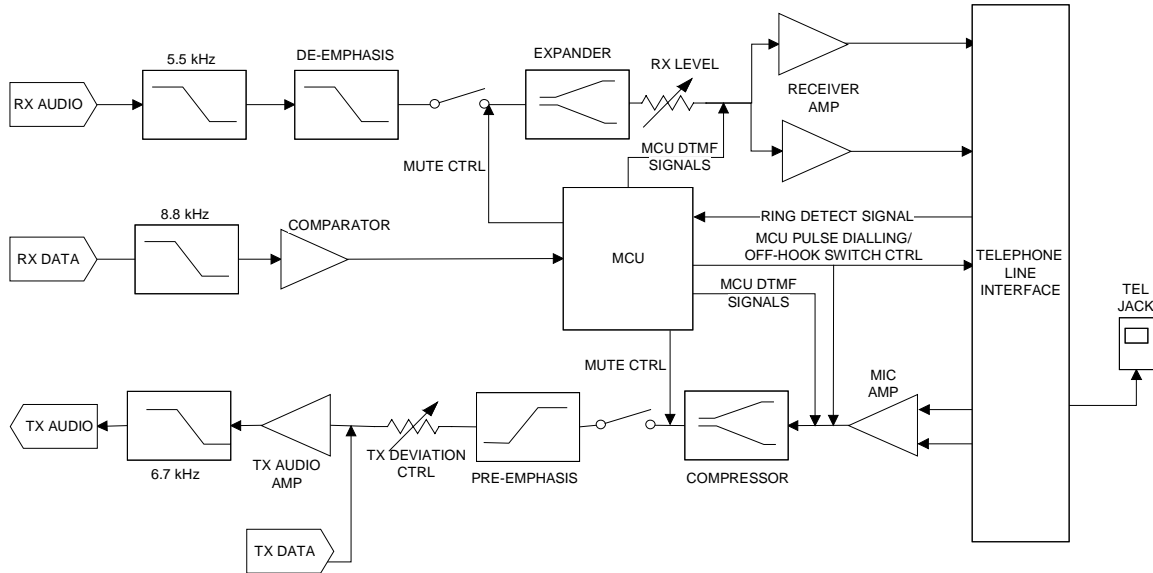 5.5 kHz
DE-EMPHASIS
EXPANDER
RX LEVEL
RX AUDIO
RECEIVER
AMP
MUTE CTRL
MCU DTMF
SIGNALS
8.8 kHz
COMPARATOR
RX DATA
MCU
RING DETECT SIGNAL
MCU PULSE DIALLING/
OFF-HOOK SWITCH CTRL
MCU DTMF
SIGNALS
TELEPHONE
LINE
INTERFACE
TEL
JACK
MUTE CTRL
MIC
AMP
TX AUDIO
6.7 kHz
TX AUDIO
AMP
TX DEVIATION
CTRL
PRE-EMPHASIS
COMPRESSOR
TX DATA